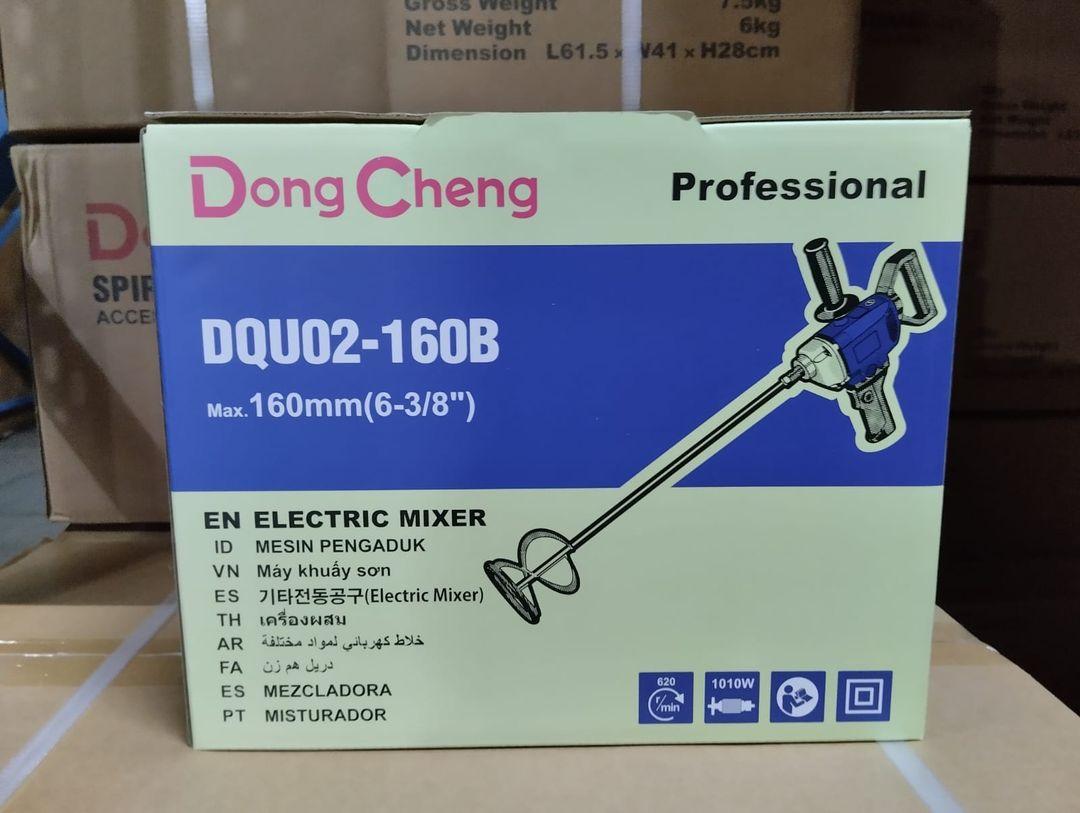 Gross Weight 7.5kg
Net Weight 6kg
Dimension L61.5 × W41 × H28cm
Dong Cheng
Professional
DQU02-160B
Max.160mm(6-3/8")
EN ELECTRIC MIXER
ID MESIN PENGADUK
VN Máy khuấy sơn
ES 기타전동공구(Electric Mixer)
TH เครื่องผสม
AR خلاط كهربائي لمواد مختلفة
FA دریل هم زن
ES MEZCLADORA
PT MISTURADOR
620
r/min
1010W